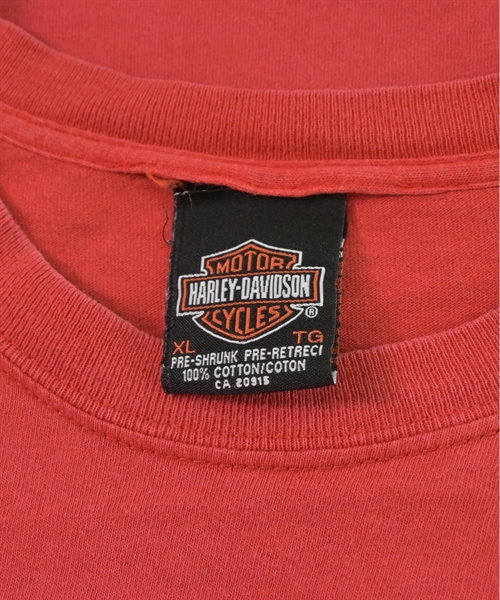 MOTOR
HARLEY-DAVIDSON
CYCLES ®
XL TG
PRE-SHRUNK PRE-RETRECI
100% COTTON/COTON
CA 20915